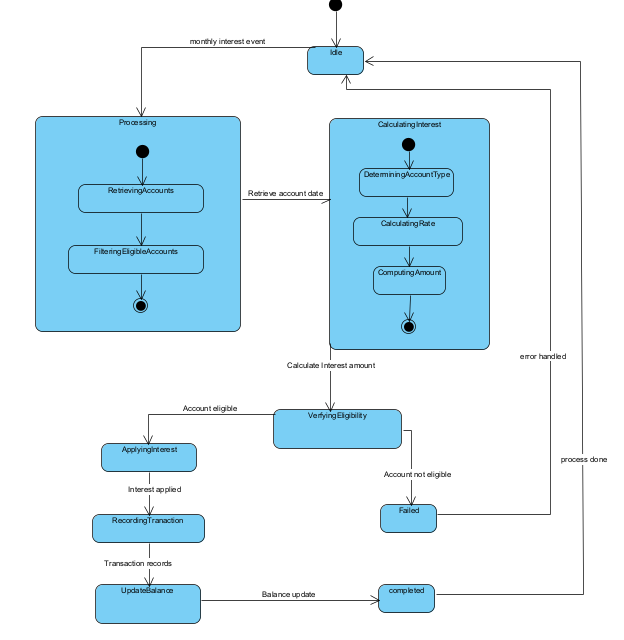 monthly interest event
Idle
Processing
CalculatingInterest
RetrievingAccounts
DeterminingAccountType
Retrieve account date
CalculatingRate
FilteringEligibleAccounts
ComputingAmount
error handled
Calculate Interest amount
Account eligible
VerfyingEligibility
ApplyingInterest
process done
Account not eligible
Interest applied
Failed
RecordingTranaction
Transaction records
UpdateBalance
Balance update
completed